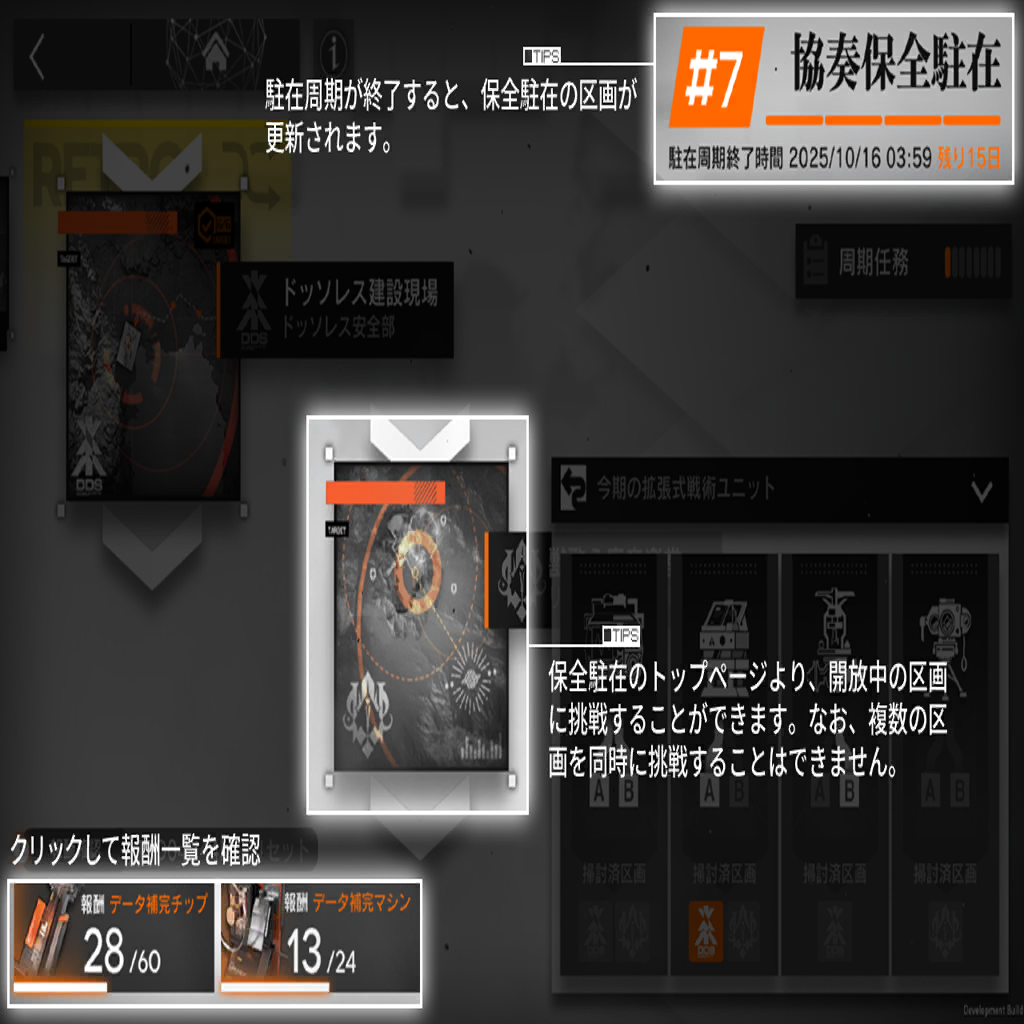 TIPS
駐在周期が終了すると、保全駐在の区画が
更新されます。
#7
協奏保全駐在
駐在周期終了時間 2025/10/16 03:59 残り15日
周期任務
ドッソレス建設現場
ドッソレス安全部
DDS
DDS
TARGET
今期の拡張式戦術ユニット
TIPS
保全駐在のトップページより、開放中の区画
に挑戦することができます。なお、複数の区
画を同時に挑戦することはできません。
A B
A B
A B
A B
掃討済区画
掃討済区画
掃討済区画
掃討済区画
クリックして報酬一覧を確認
セット
報酬 データ補完チップ
28/60
報酬 データ補完マシン
13/24
Development Build